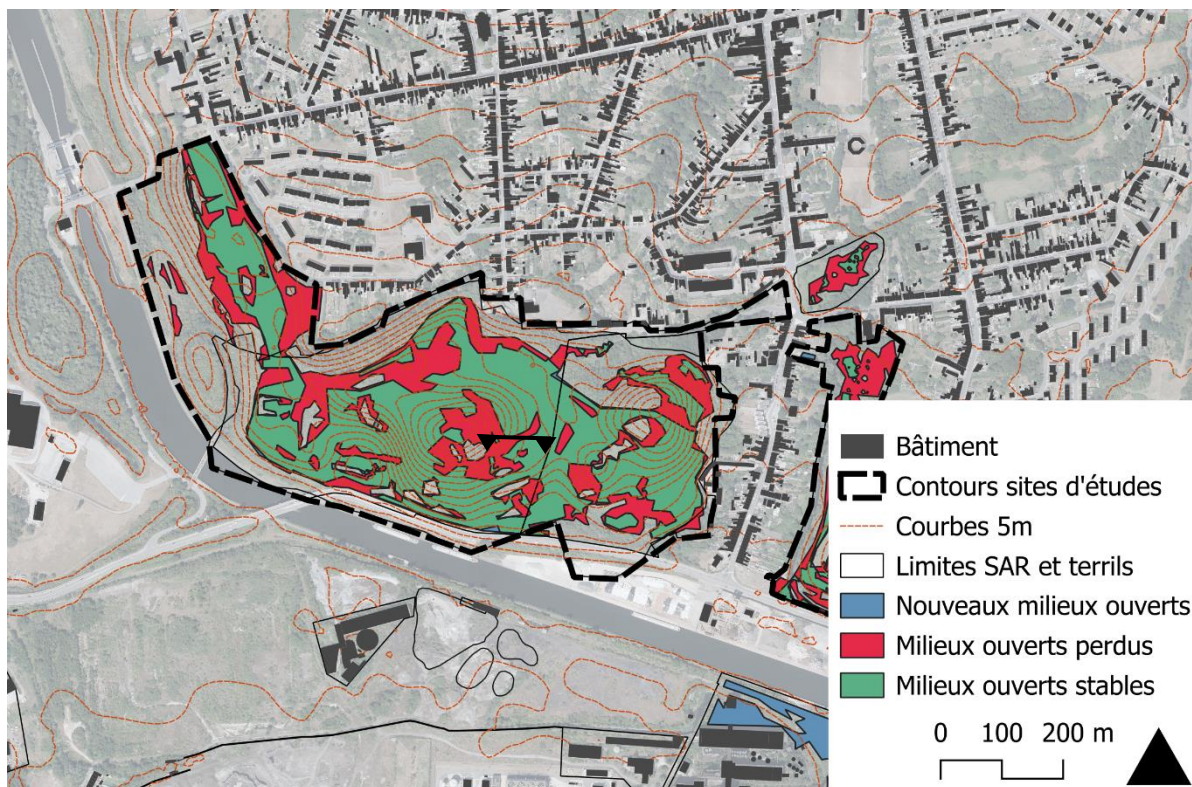 Bâtiment
Contours sites d'études
Courbes 5m
Limites SAR et terrils
Nouveaux milieux ouverts
Milieux ouverts perdus
Milieux ouverts stables
0 100 200 m